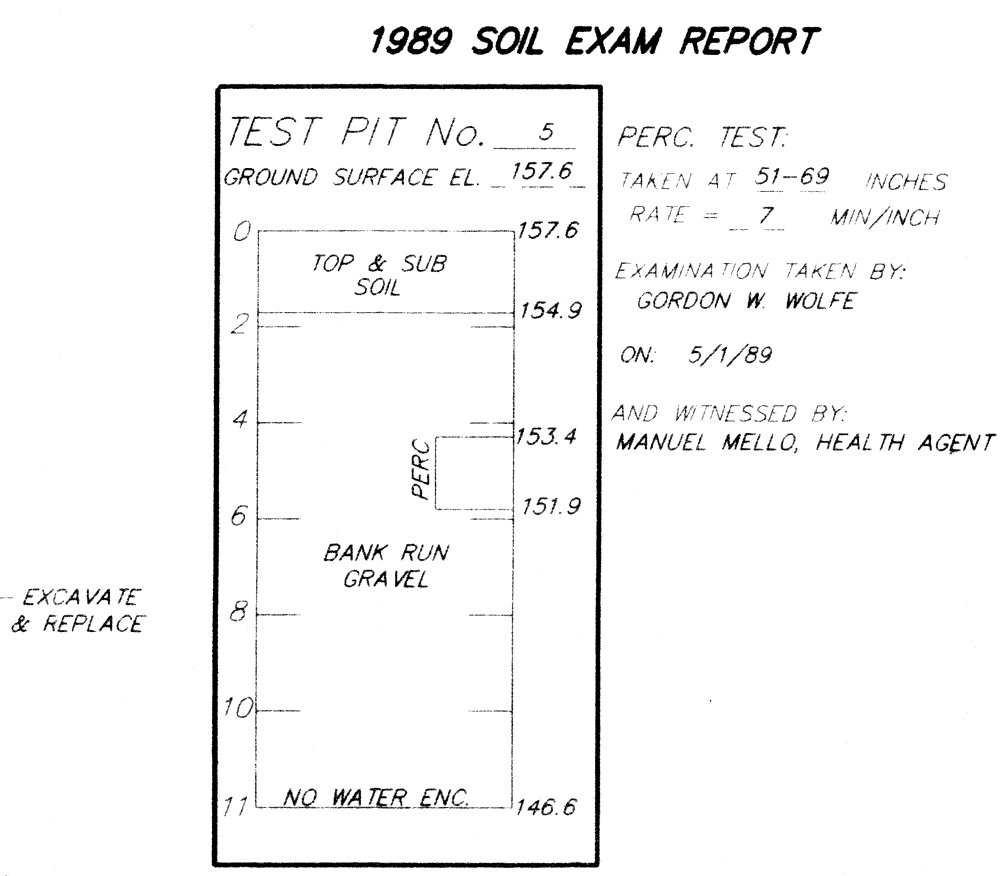 1989 SOIL EXAM REPORT
TEST PIT No. 5
GROUND SURFACE EL. 157.6
0 157.6
TOP & SUB
SOIL
154.9
2
4
153.4
PERC
151.9
6
BANK RUN
GRAVEL
8
10
11 NO WATER ENC. 146.6
EXCAVATE
& REPLACE
PERC. TEST:
TAKEN AT 51-69 INCHES
RATE = 7 MIN/INCH
EXAMINATION TAKEN BY:
GORDON W. WOLFE
ON: 5/1/89
AND WITNESSED BY:
MANUEL MELLO, HEALTH AGENT